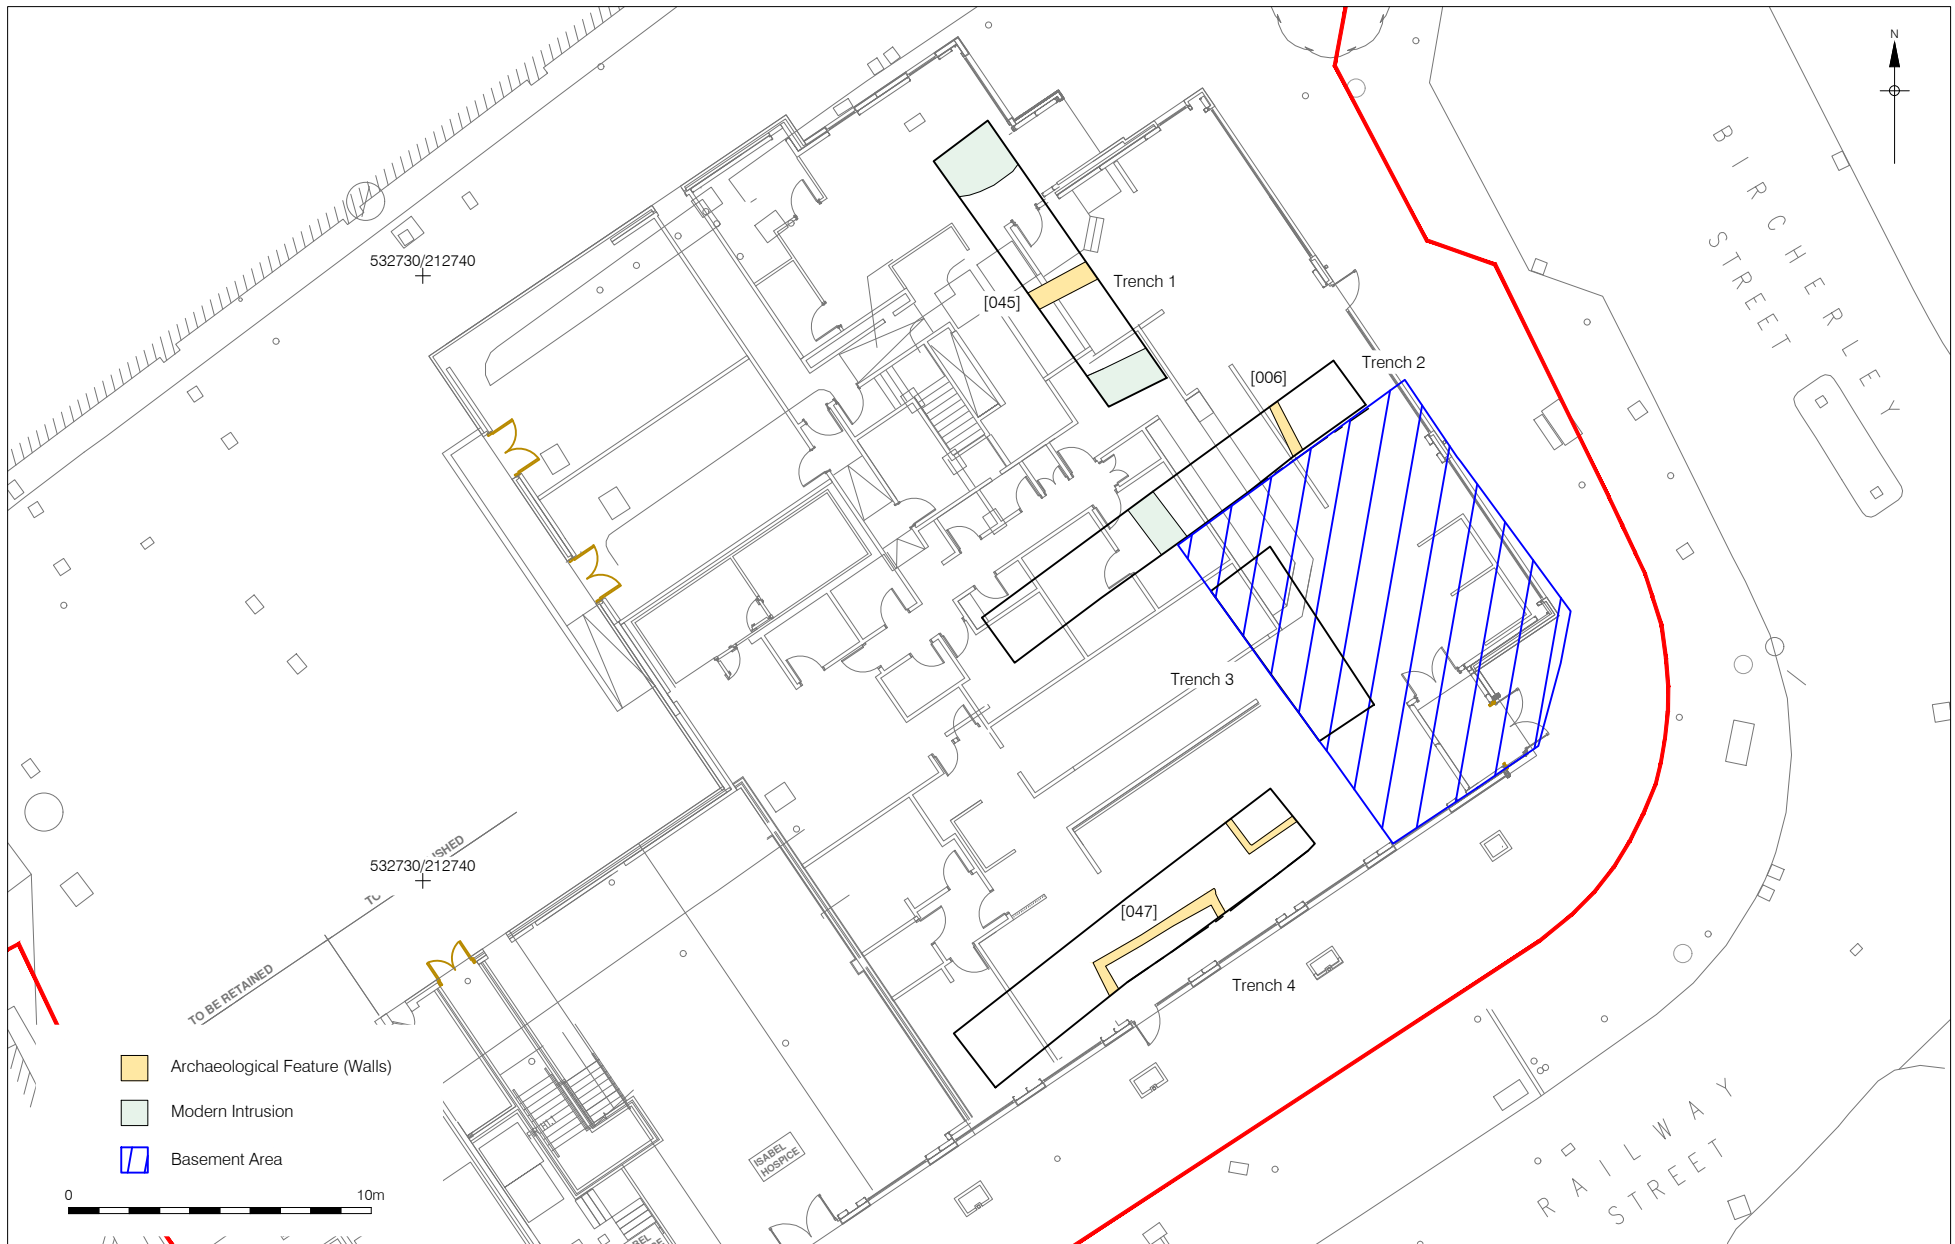 N
BIRCHERLEY
STREET
532730/212740
Trench 1
[045]
Trench 2
[006]
Trench 3
532730/212740
[047]
Trench 4
TO BE RETAINED
ISABEL
HOSPICE
Archaeological Feature (Walls)
Modern Intrusion
Basement Area
0 10m
RAILWAY
STREET